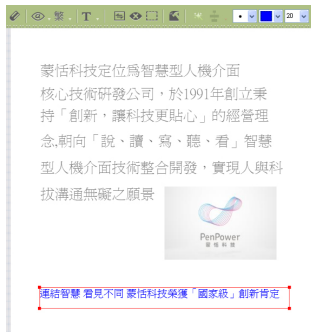 繁 T 20
蒙恬科技定位爲智慧型人機介面
核心技術研發公司，於1991年創立秉
持「創新，讓科技更貼心」的經營理
念,朝向「說、讀、寫、聽、看」智慧
型人機介面技術整合開發，實現人與科
技溝通無礙之願景
PenPower
蒙恬科技
連結智慧 看見不同 蒙恬科技榮獲「國家級」創新肯定